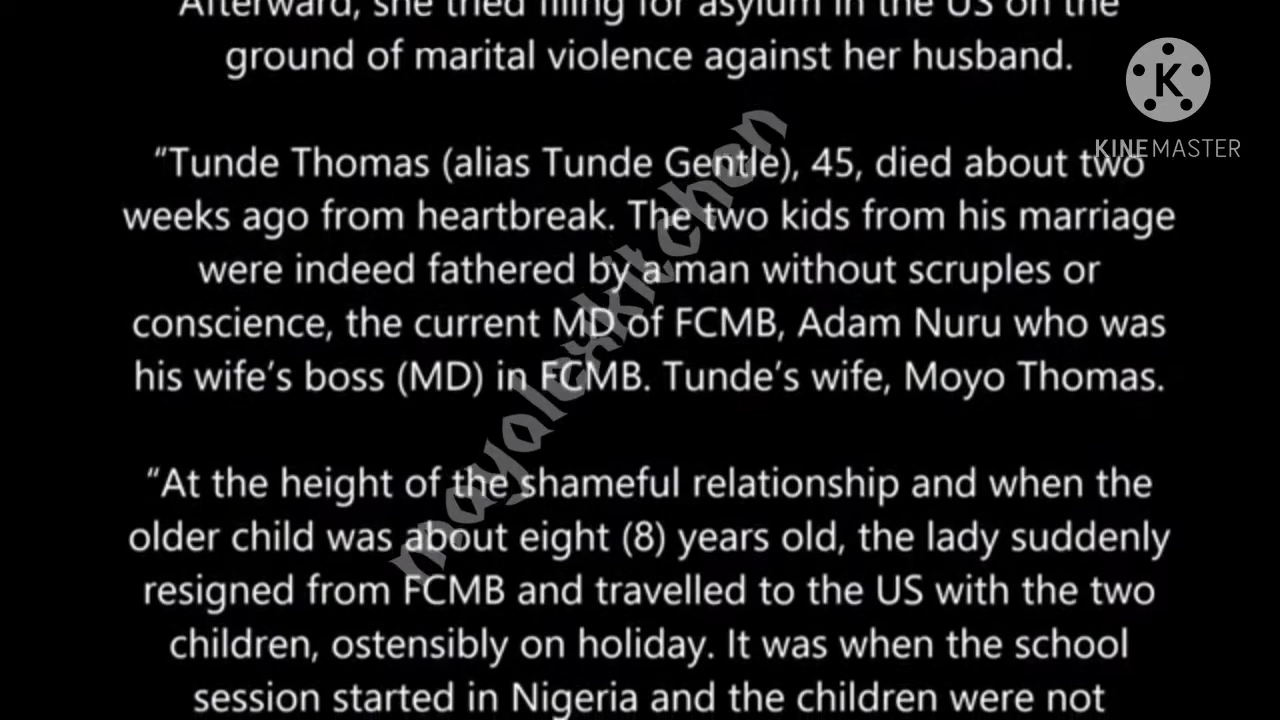 Afterward, she tried filing for asylum in the US on the
ground of marital violence against her husband.
K
KINEMASTER
“Tunde Thomas (alias Tunde Gentle), 45, died about two
weeks ago from heartbreak. The two kids from his marriage
were indeed fathered by a man without scruples or
conscience, the current MD of FCMB, Adam Nuru who was
his wife’s boss (MD) in FCMB. Tunde’s wife, Moyo Thomas.
mayalexkitchen
“At the height of the shameful relationship and when the
older child was about eight (8) years old, the lady suddenly
resigned from FCMB and travelled to the US with the two
children, ostensibly on holiday. It was when the school
session started in Nigeria and the children were not